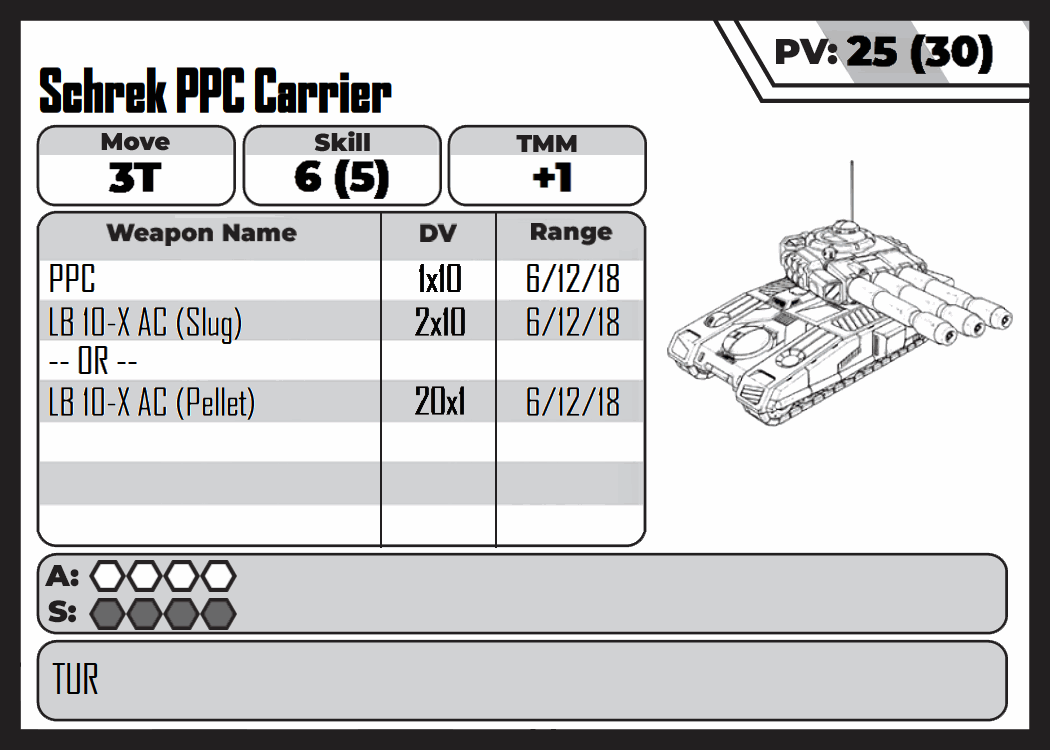 PV: 25 (30)
Schrek PPC Carrier
Move Skill TMM
3T 6 (5) +1
Weapon Name DV Range
PPC 1x10 6/12/18
LB 10-X AC (Slug) 2x10 6/12/18
-- OR --
LB 10-X AC (Pellet) 20x1 6/12/18
A:
S:
TUR